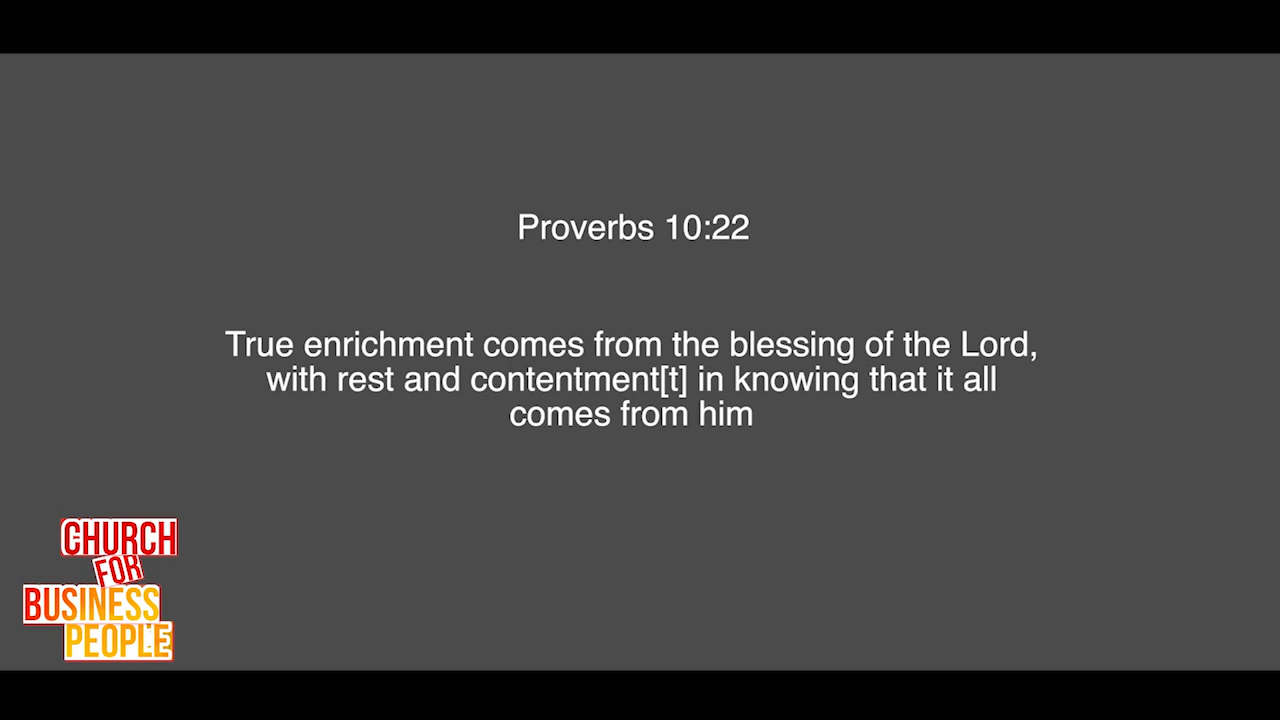 Proverbs 10:22
True enrichment comes from the blessing of the Lord,
with rest and contentment[t] in knowing that it all
comes from him
CHURCH
FOR
BUSINESS
PEOPLE